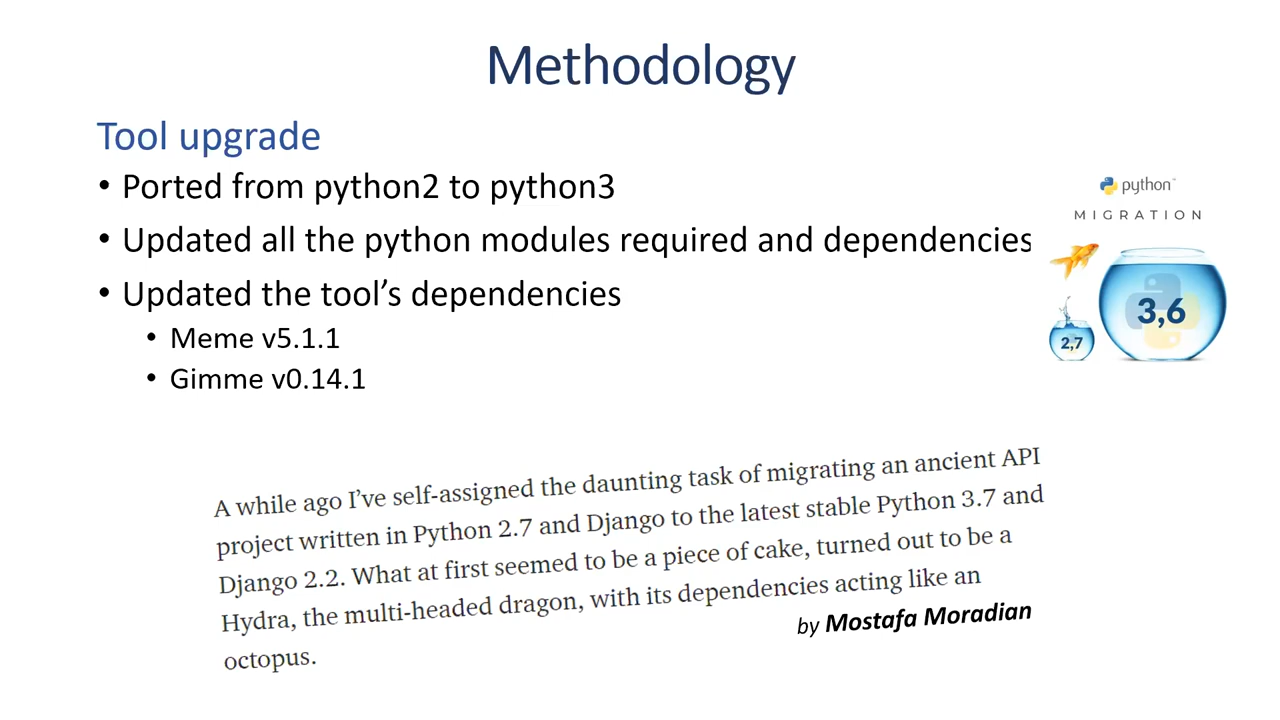 Methodology
Tool upgrade
• Ported from python2 to python3
• Updated all the python modules required and dependencies
• Updated the tool’s dependencies
• Meme v5.1.1
• Gimme v0.14.1
python™
MIGRATION
3,6
2,7
A while ago I’ve self-assigned the daunting task of migrating an ancient API
project written in Python 2.7 and Django to the latest stable Python 3.7 and
Django 2.2. What at first seemed to be a piece of cake, turned out to be a
Hydra, the multi-headed dragon, with its dependencies acting like an
octopus.
by Mostafa Moradian